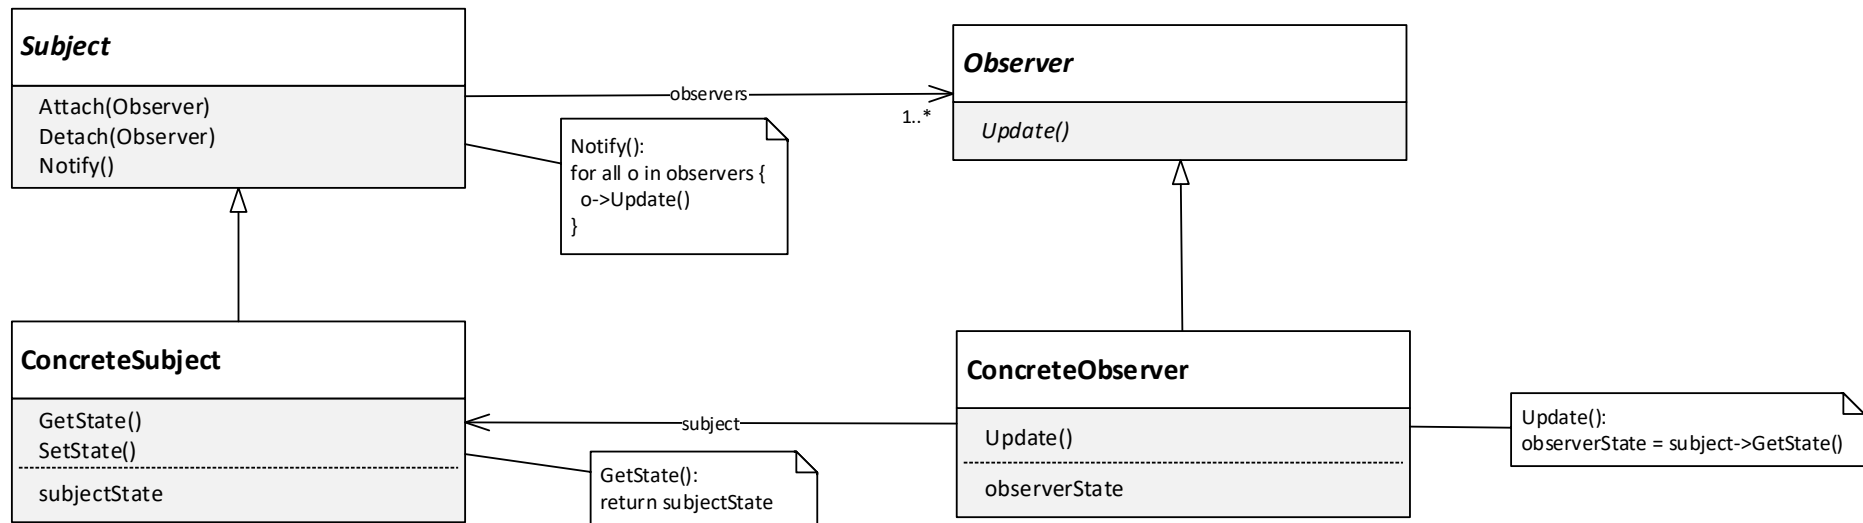 Subject
Attach(Observer)
Detach(Observer)
Notify()
observers
1..*
Notify():
for all o in observers {
  o->Update()
}
Observer
Update()
ConcreteSubject
GetState()
SetState()
subjectState
subject
GetState():
return subjectState
ConcreteObserver
Update()
observerState
Update():
observerState = subject->GetState()